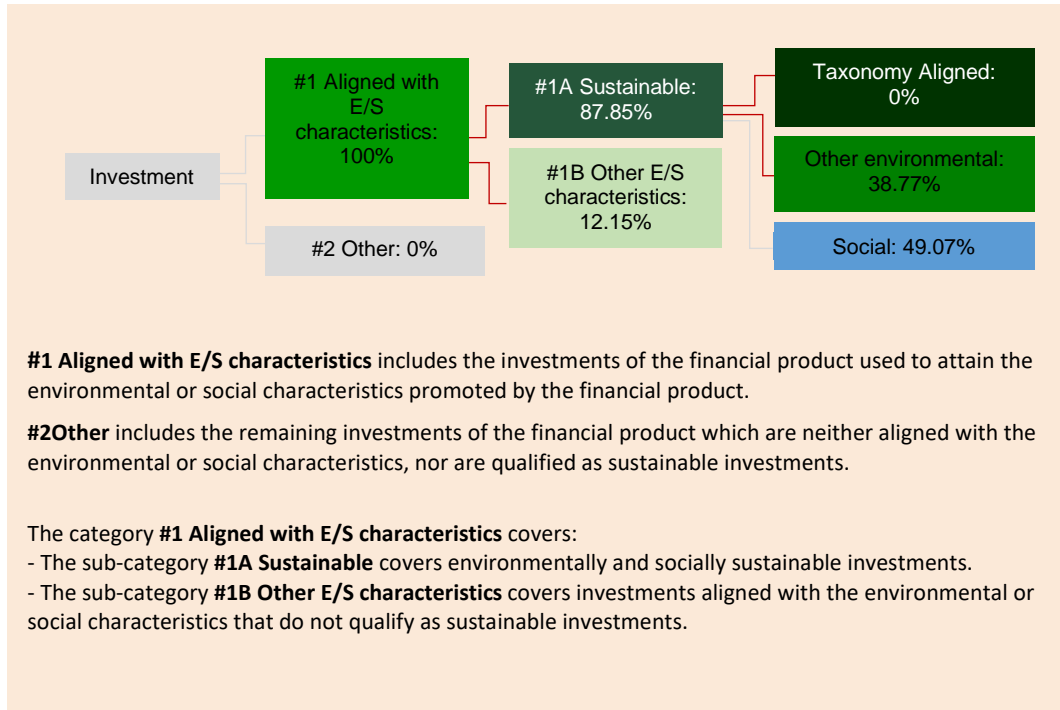 Investment
#1 Aligned with
E/S
characteristics:
100%
#2 Other: 0%
#1A Sustainable:
87.85%
#1B Other E/S
characteristics:
12.15%
Taxonomy Aligned:
0%
Other environmental:
38.77%
Social: 49.07%
#1 Aligned with E/S characteristics includes the investments of the financial product used to attain the
environmental or social characteristics promoted by the financial product.
#2Other includes the remaining investments of the financial product which are neither aligned with the
environmental or social characteristics, nor are qualified as sustainable investments.
The category #1 Aligned with E/S characteristics covers:
- The sub-category #1A Sustainable covers environmentally and socially sustainable investments.
- The sub-category #1B Other E/S characteristics covers investments aligned with the environmental or
social characteristics that do not qualify as sustainable investments.